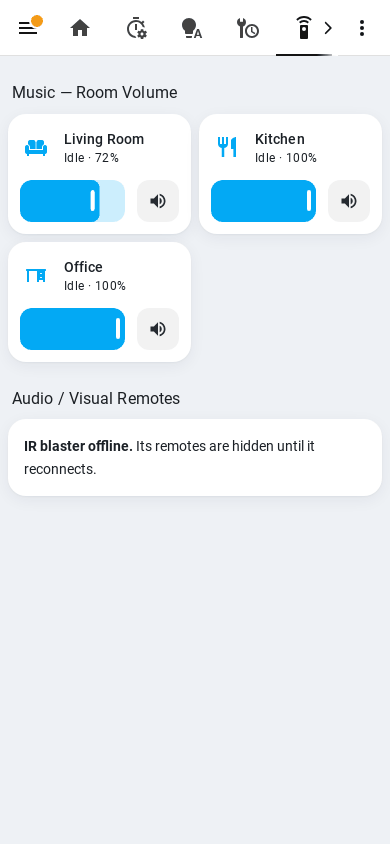 A
Music — Room Volume
Living Room
Idle · 72%
Kitchen
Idle · 100%
Office
Idle · 100%
Audio / Visual Remotes
IR blaster offline. Its remotes are hidden until it
reconnects.